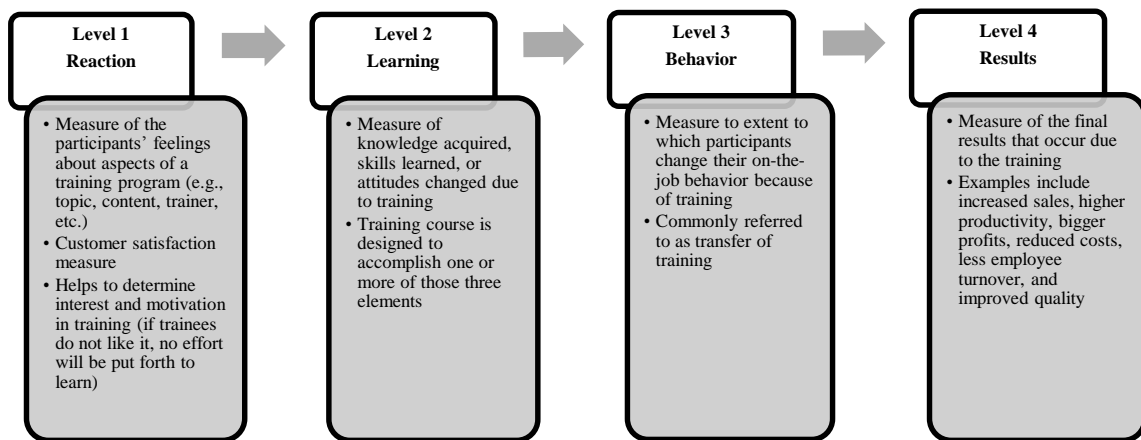 Level 1
Reaction
• Measure of the
participants' feelings
about aspects of a
training program (e.g.,
topic, content, trainer,
etc.)
• Customer satisfaction
measure
• Helps to determine
interest and motivation
in training (if trainees
do not like it, no effort
will be put forth to
learn)
Level 2
Learning
• Measure of
knowledge acquired,
skills learned, or
attitudes changed due
to training
• Training course is
designed to
accomplish one or
more of those three
elements
Level 3
Behavior
• Measure to extent to
which participants
change their on-the-
job behavior because
of training
• Commonly referred
to as transfer of
training
Level 4
Results
• Measure of the final
results that occur due
to the training
• Examples include
increased sales, higher
productivity, bigger
profits, reduced costs,
less employee
turnover, and
improved quality